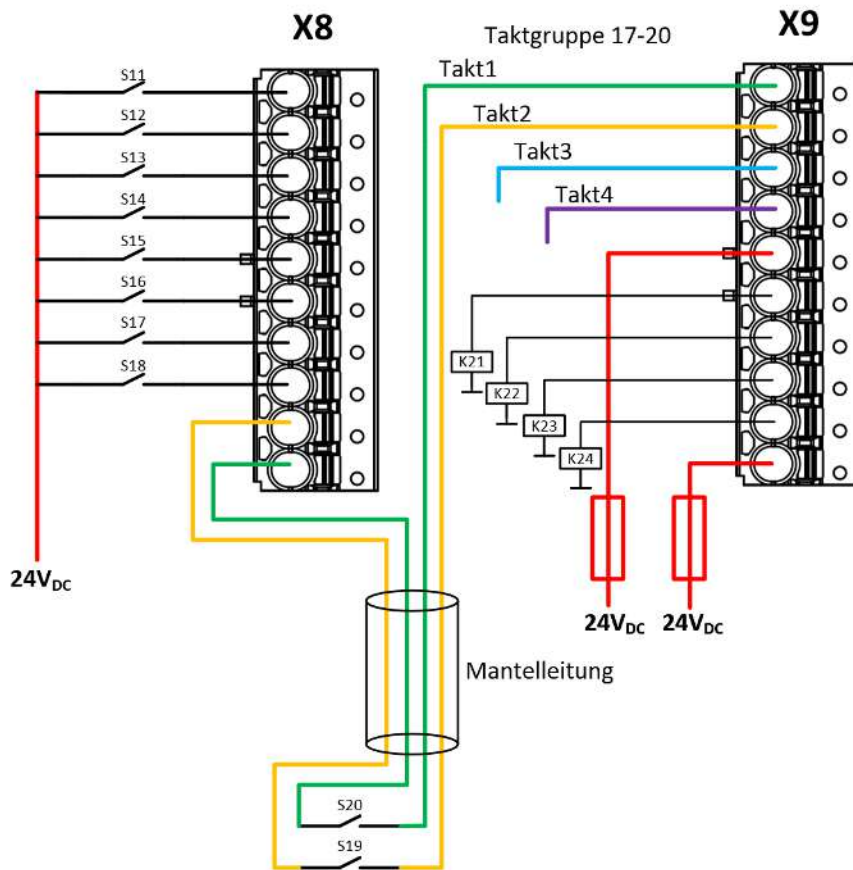 X8
X9
Taktgruppe 17-20
Takt1
Takt2
Takt3
Takt4
S11
S12
S13
S14
S15
S16
S17
S18
K21
K22
K23
K24
24VDC
24VDC
24VDC
Mantelleitung
S20
S19